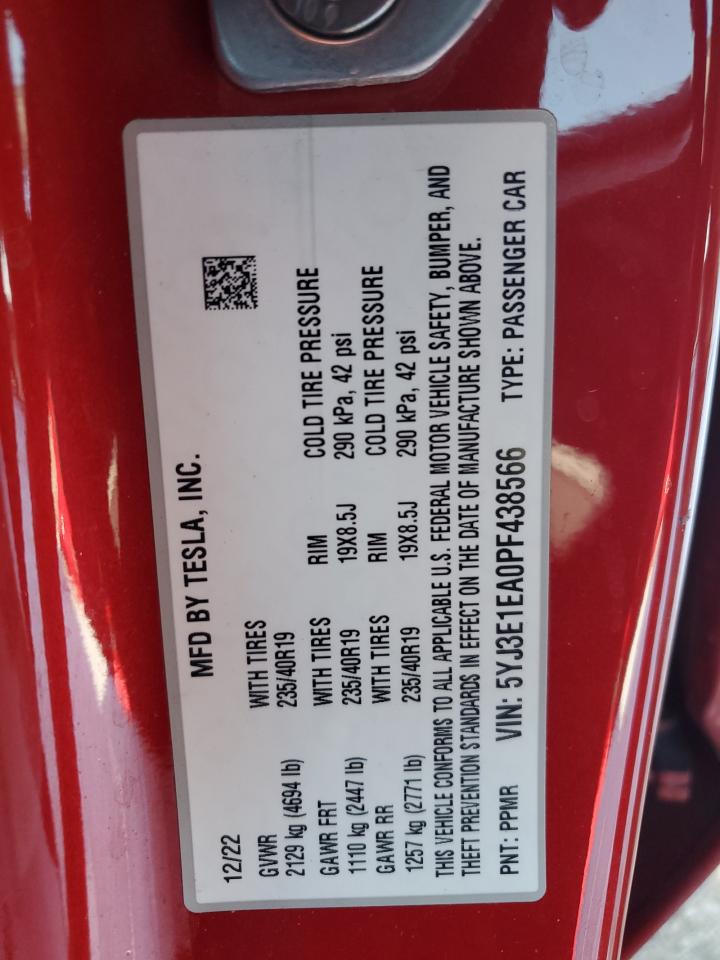 MFD BY TESLA, INC.
12/22
GVWR WITH TIRES
2129 kg (4694 lb) 235/40R19
GAWR FRT WITH TIRES RIM COLD TIRE PRESSURE
1110 kg (2447 lb) 235/40R19 19X8.5J 290 kPa, 42 psi
GAWR RR WITH TIRES RIM COLD TIRE PRESSURE
1257 kg (2771 lb) 235/40R19 19X8.5J 290 kPa, 42 psi
THIS VEHICLE CONFORMS TO ALL APPLICABLE U.S. FEDERAL MOTOR VEHICLE SAFETY, BUMPER, AND
THEFT PREVENTION STANDARDS IN EFFECT ON THE DATE OF MANUFACTURE SHOWN ABOVE.
PNT: PPMR VIN: 5YJ3E1EA0PF438566 TYPE: PASSENGER CAR